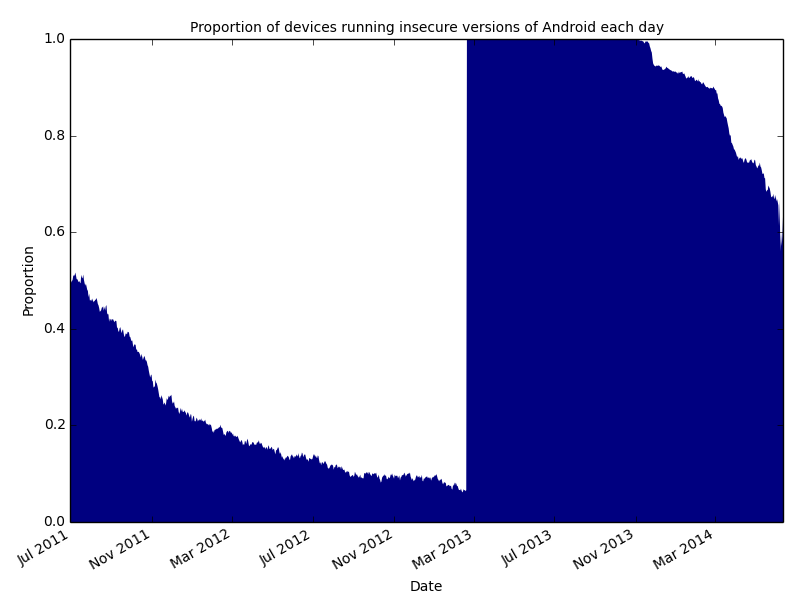 Proportion of devices running insecure versions of Android each day
1.0
0.8
0.6
0.4
0.2
0.0
Proportion
Jul 2011
Nov 2011
Mar 2012
Jul 2012
Nov 2012
Mar 2013
Jul 2013
Nov 2013
Mar 2014
Date